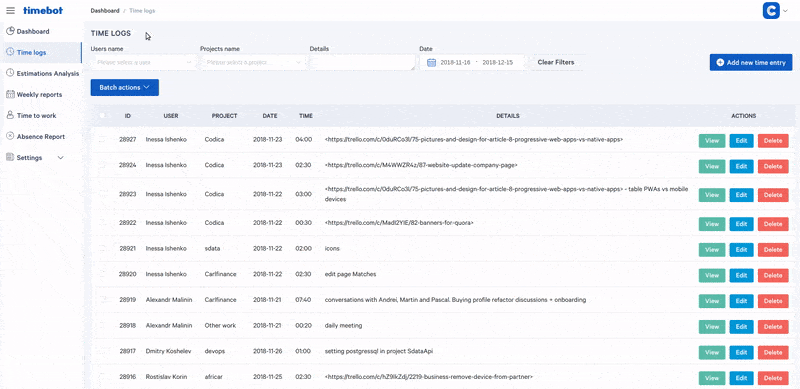 timebot
Dashboard / Time logs
C
Dashboard
Time logs
Estimations Analysis
Weekly reports
Time to work
Absence Report
Settings
TIME LOGS
Users name Projects name Details Date
Please select a user Please select a project 2018-11-16 - 2018-12-15 Clear Filters
Add new time entry
Batch actions
ID USER PROJECT DATE TIME DETAILS ACTIONS
28927 Inessa Ishenko Codica 2018-11-23 04:00 <https://trello.com/c/0duRCo3l/75-pictures-and-design-for-article-8-progressive-web-apps-vs-native-apps> View Edit Delete
28924 Inessa Ishenko Codica 2018-11-23 02:30 <https://trello.com/c/M4WWZR4z/87-website-update-company-page> View Edit Delete
28923 Inessa Ishenko Codica 2018-11-22 03:00 <https://trello.com/c/0duRCo3l/75-pictures-and-design-for-article-8-progressive-web-apps-vs-native-apps> - table PWAs vs mobile
devices View Edit Delete
28922 Inessa Ishenko Codica 2018-11-22 00:30 <https://trello.com/c/Madl2YlE/82-banners-for-quora> View Edit Delete
28921 Inessa Ishenko sdata 2018-11-22 02:00 icons View Edit Delete
28920 Inessa Ishenko Carlfinance 2018-11-22 02:30 edit page Matches View Edit Delete
28919 Alexandr Malinin Carlfinance 2018-11-21 07:40 conversations with Andrei, Martin and Pascal. Buying profile refactor discussions + onboarding View Edit Delete
28918 Alexandr Malinin Other work 2018-11-21 00:20 daily meeting View Edit Delete
28917 Dmitry Koshelev devops 2018-11-26 01:00 setting postgressql in project SdataApi View Edit Delete
28916 Rostislav Korin africar 2018-11-25 02:30 <https://trello.com/c/hZ9lkZdj/2219-business-remove-device-from-partner> View Edit Delete